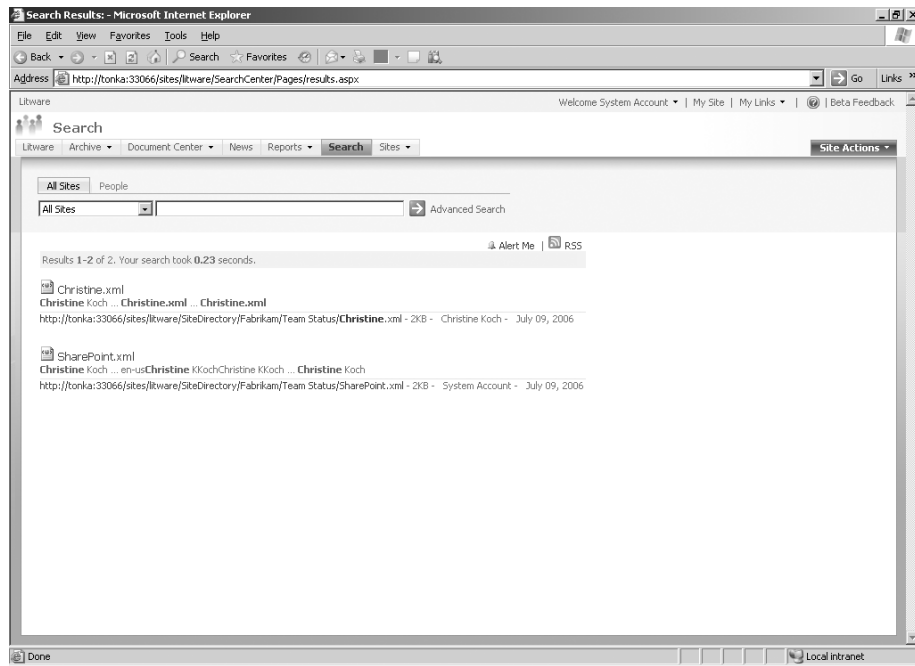 Search Results: - Microsoft Internet Explorer
File Edit View Favorites Tools Help
Back Search Favorites
Address http://tonka:33066/sites/litware/SearchCenter/Pages/results.aspx Go Links »
Litware Welcome System Account | My Site | My Links | | Beta Feedback
Search
Litware Archive Document Center News Reports Search Sites Site Actions
All Sites People
All Sites Advanced Search
Alert Me | RSS
Results 1-2 of 2. Your search took 0.23 seconds.
Christine.xml
Christine Koch ... Christine.xml ... Christine.xml
http://tonka:33066/sites/litware/SiteDirectory/Fabrikam/Team Status/Christine.xml - 2KB - Christine Koch - July 09, 2006
SharePoint.xml
Christine Koch ... en-usChristine KKochChristine KKoch ... Christine Koch
http://tonka:33066/sites/litware/SiteDirectory/Fabrikam/Team Status/SharePoint.xml - 2KB - System Account - July 09, 2006
Done Local intranet